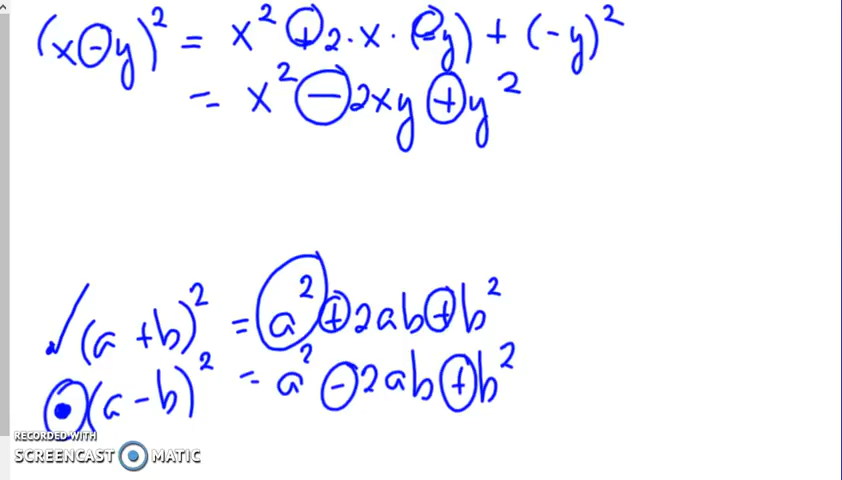 (x-y)² = x² + 2·x·(-y) + (-y)²
= x² - 2xy + y²
(a+b)² = a² + 2ab + b²
(a-b)² = a² - 2ab + b²
RECORDED WITH
SCREENCAST MATIC